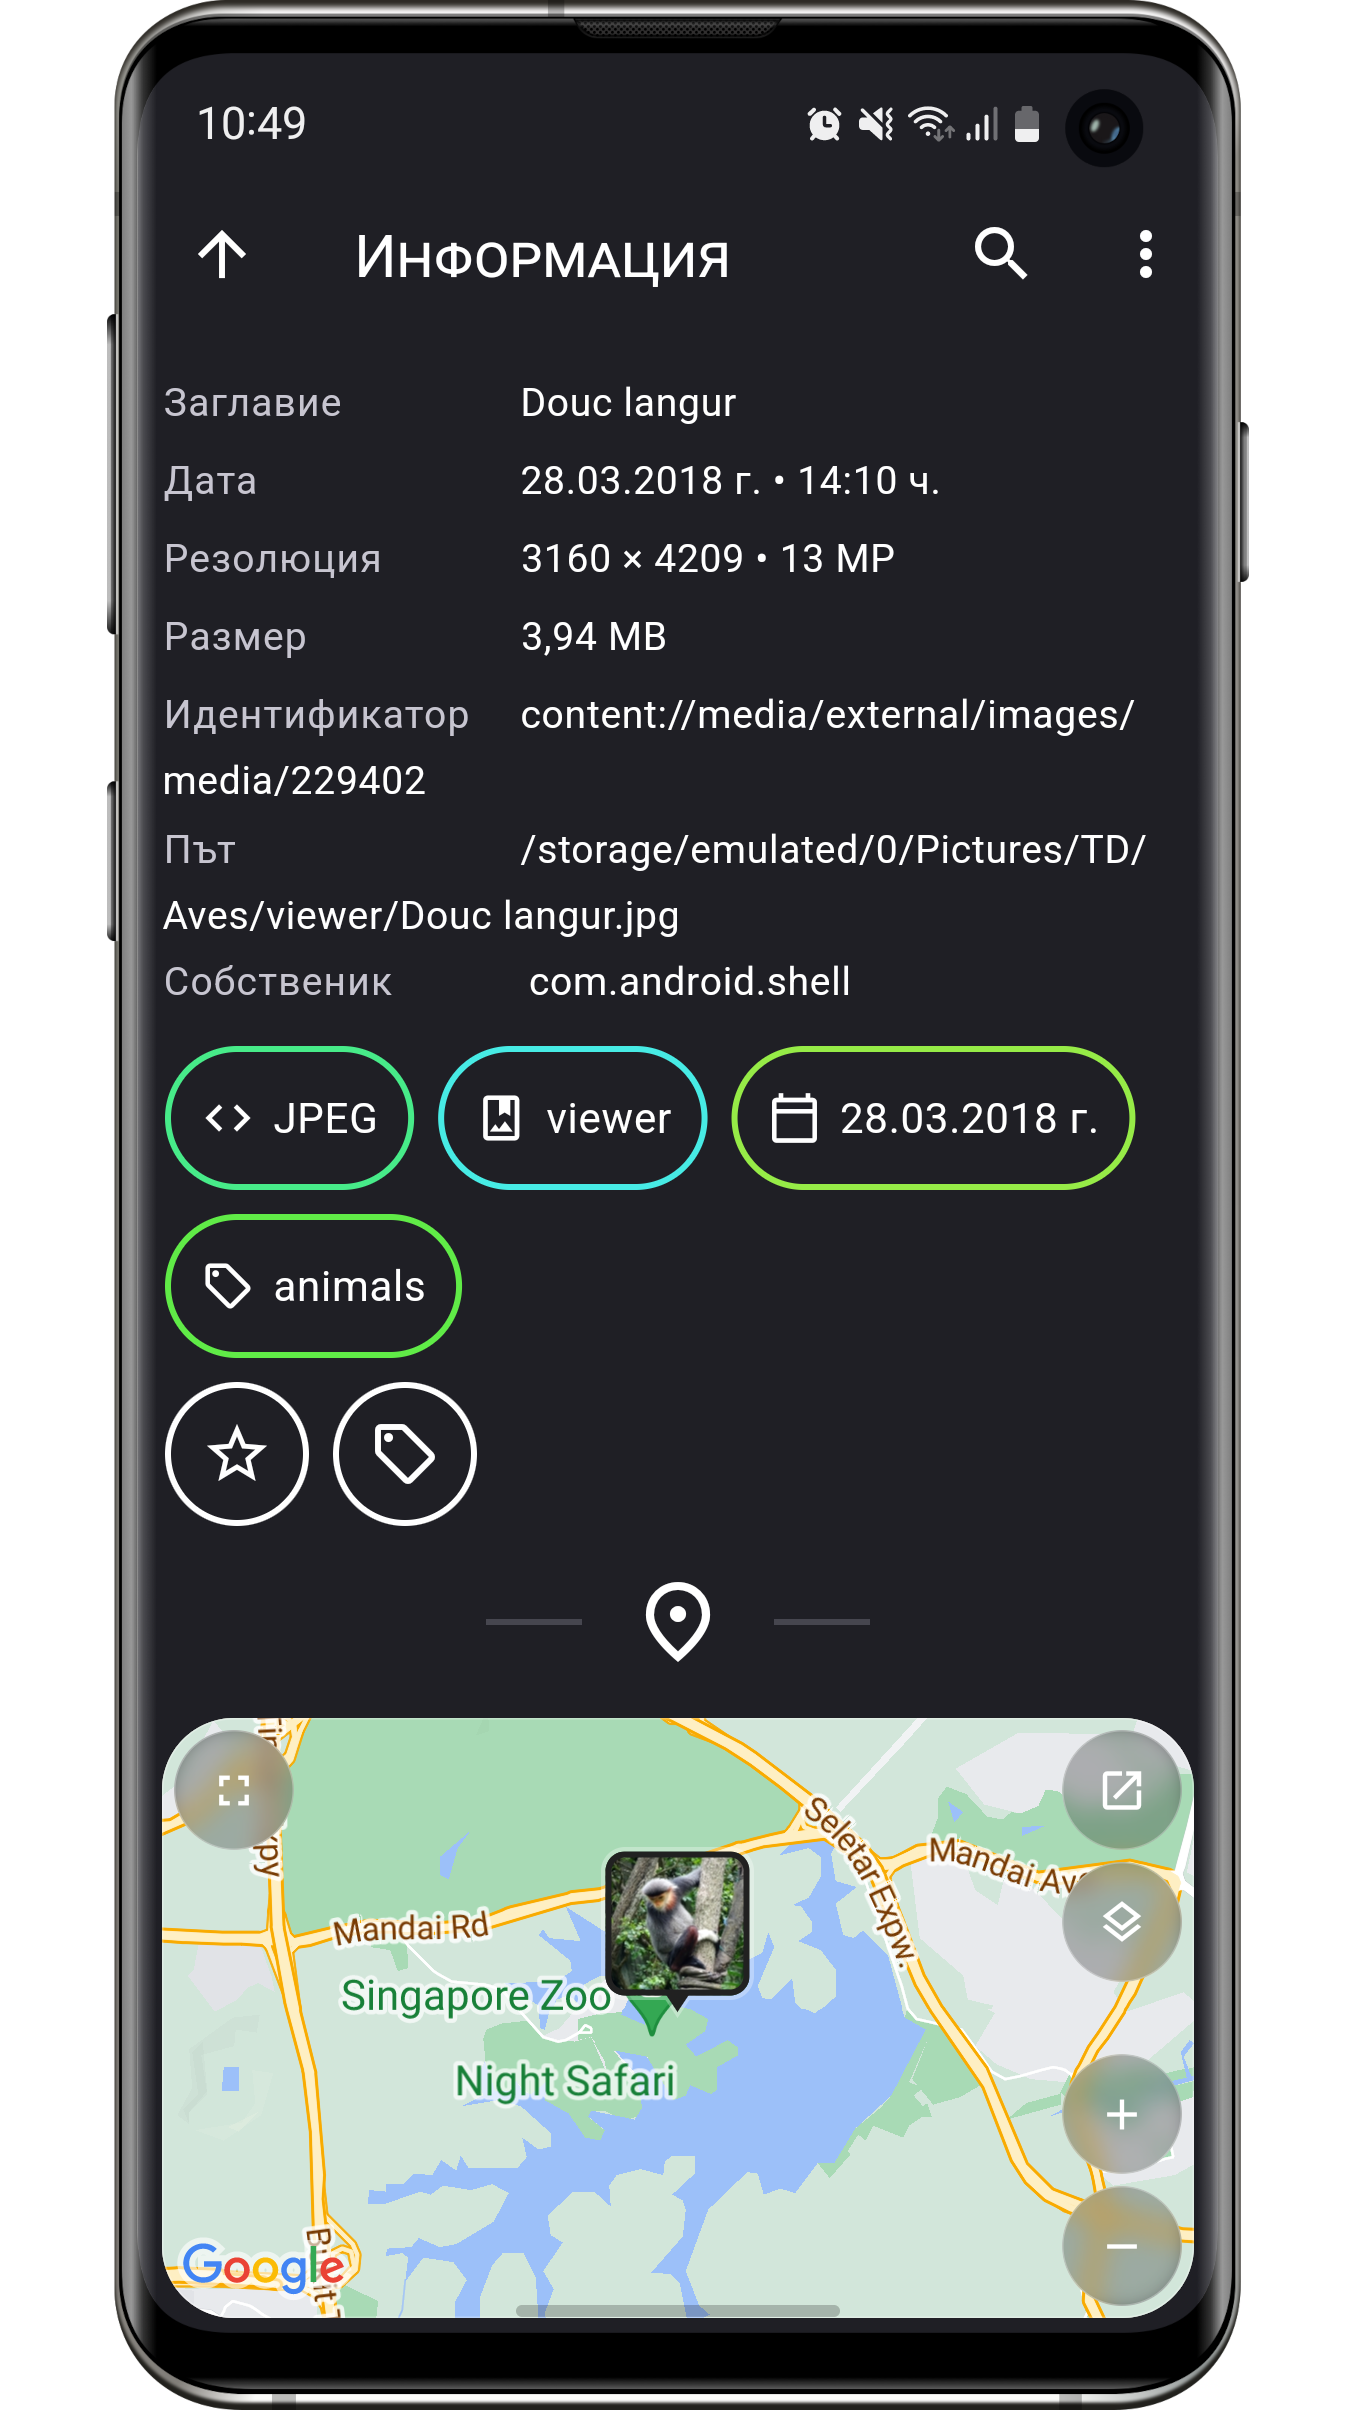 10:49
ИНФОРМАЦИЯ
Заглавие Douc langur
Дата 28.03.2018 г. • 14:10 ч.
Резолюция 3160 × 4209 • 13 MP
Размер 3,94 MB
Идентификатор content://media/external/images/
media/229402
Път /storage/emulated/0/Pictures/TD/
Aves/viewer/Douc langur.jpg
Собственик com.android.shell
JPEG viewer 28.03.2018 г.
animals
Seletar Expw.
Mandai Ave
Mandai Rd
Singapore Zoo
Night Safari
Google